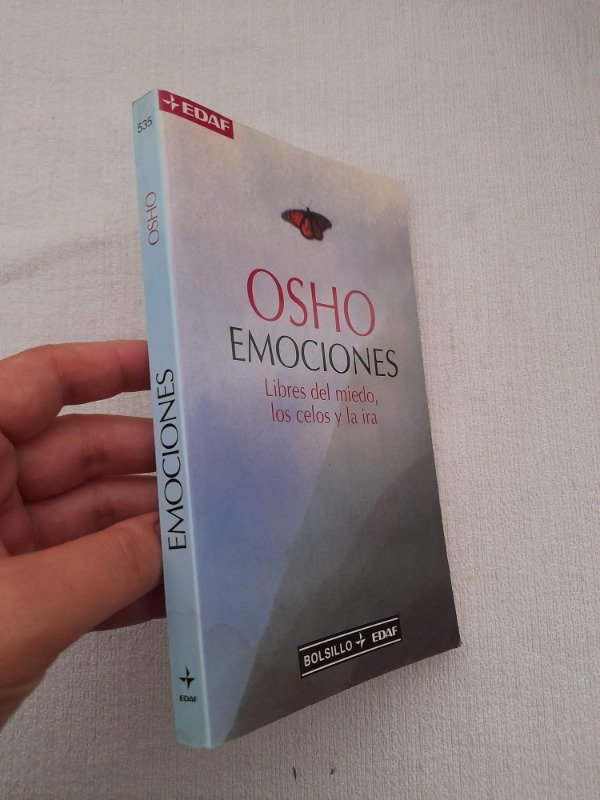 535
OSHO
EMOCIONES
EDAF
EDAF
OSHO
EMOCIONES
Libres del miedo,
los celos y la ira
BOLSILLO EDAF